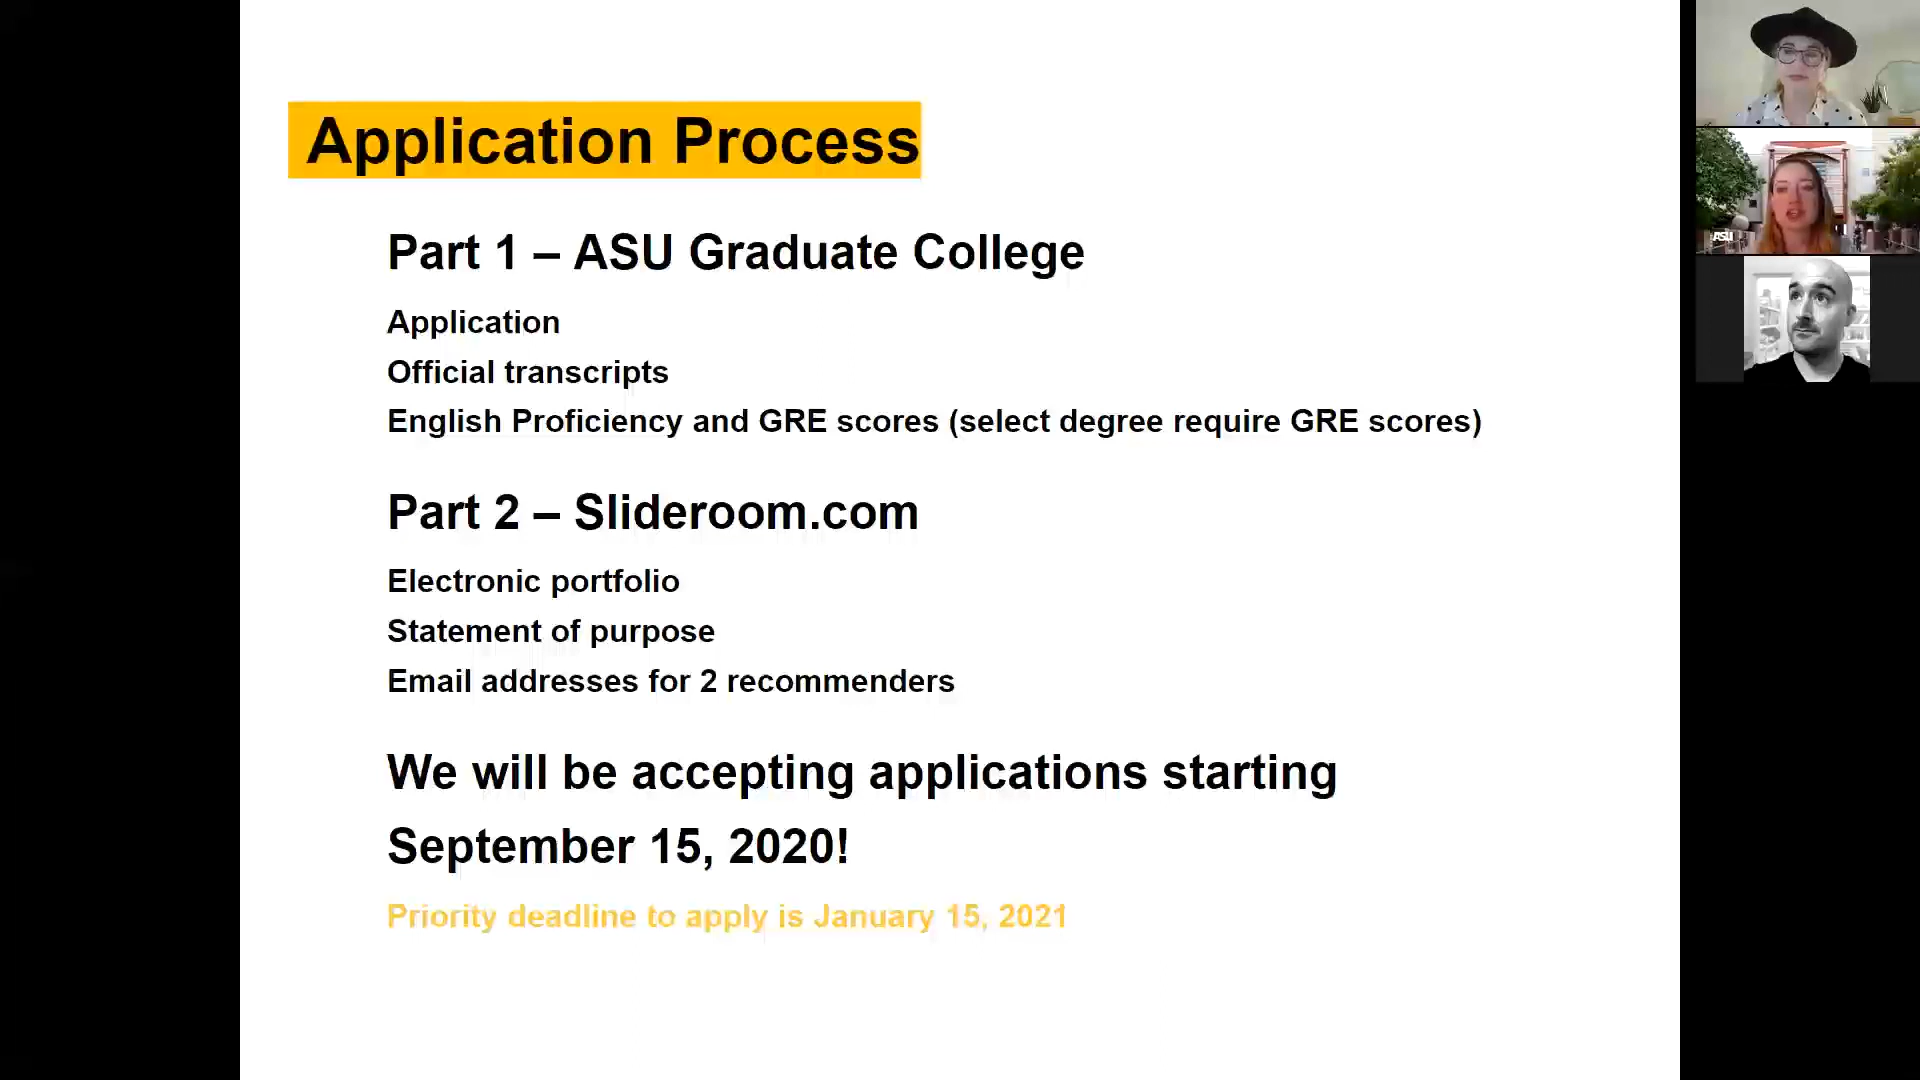 Application Process
Part 1 – ASU Graduate College
Application
Official transcripts
English Proficiency and GRE scores (select degree require GRE scores)
Part 2 – Slideroom.com
Electronic portfolio
Statement of purpose
Email addresses for 2 recommenders
We will be accepting applications starting
September 15, 2020!
Priority deadline to apply is January 15, 2021
ASU